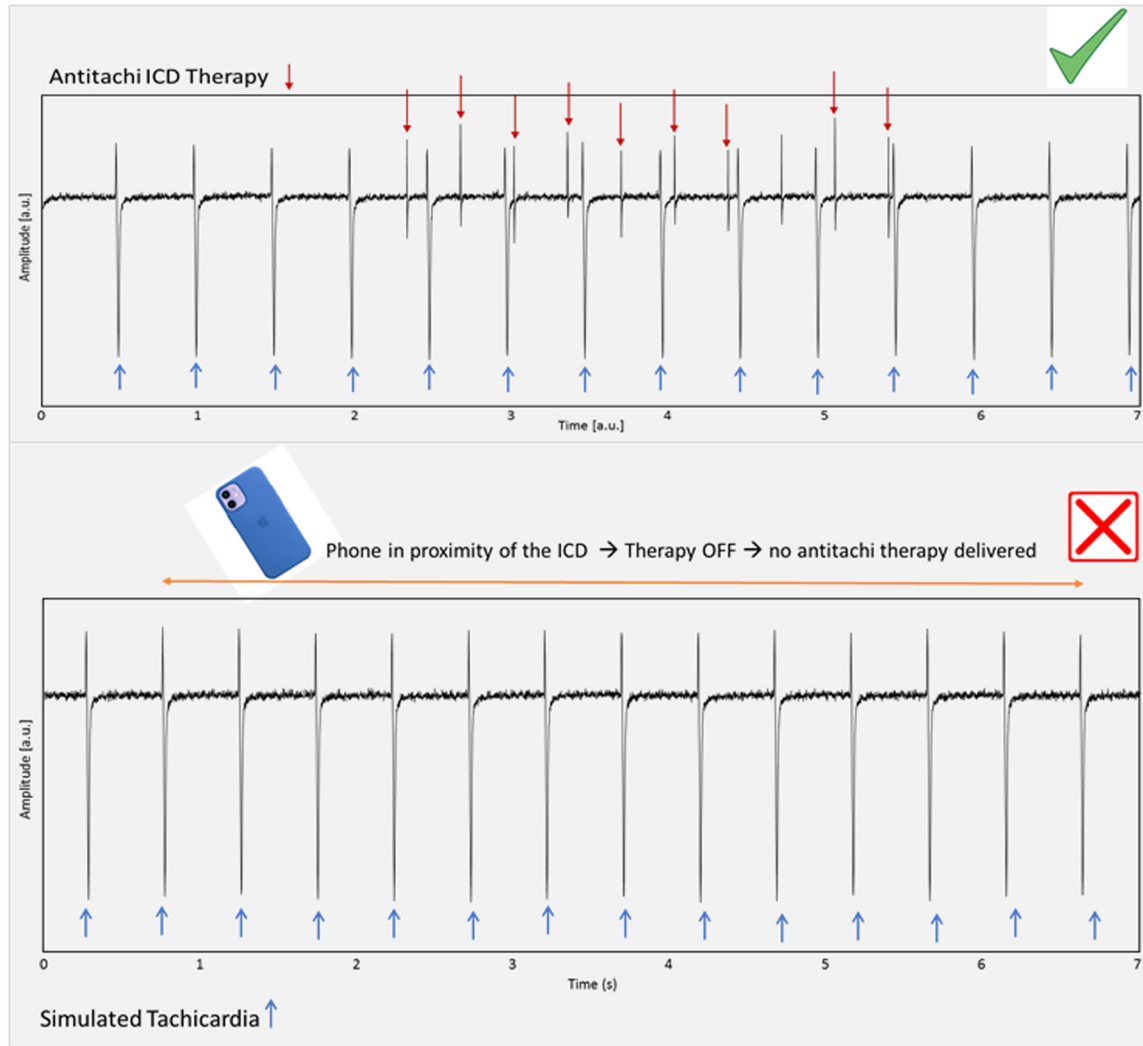 Antitachi ICD Therapy
Amplitude [a.u.]
0 1 2 3 4 5 6 7
Time [a.u.]
Phone in proximity of the ICD → Therapy OFF → no antitachi therapy delivered
Amplitude [a.u.]
0 1 2 3 4 5 6 7
Time (s)
Simulated Tachicardia